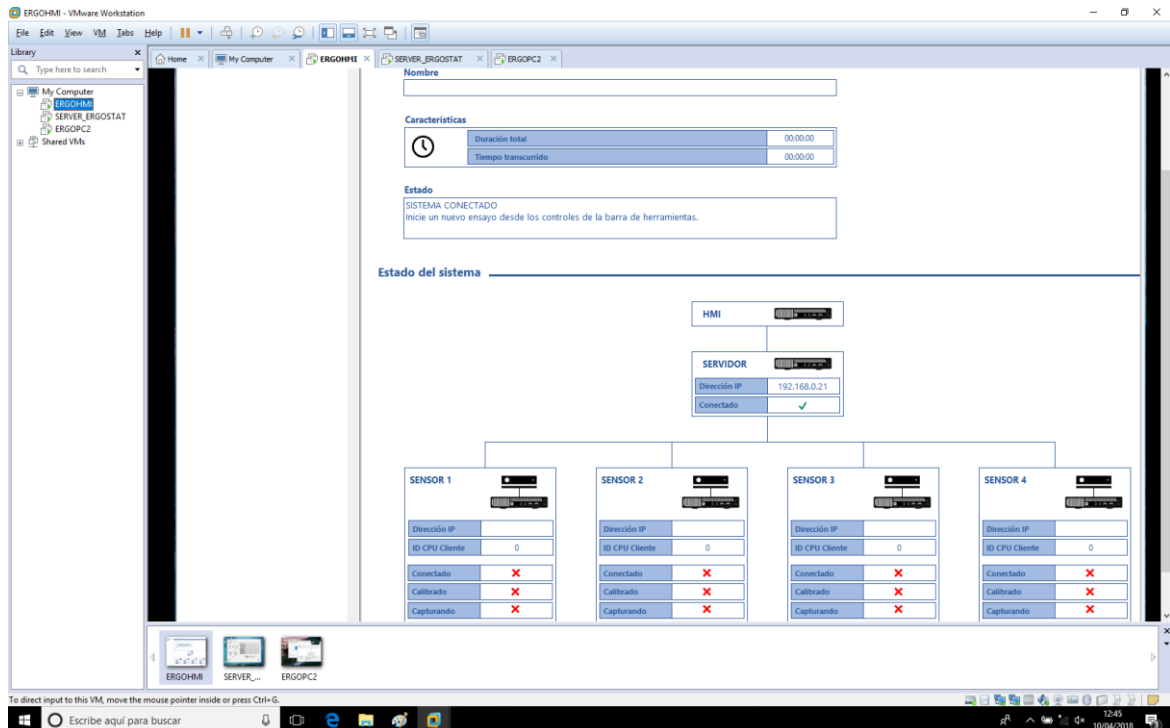 ERGOHMI - VMware Workstation
File Edit View VM Tabs Help
Library
Type here to search
My Computer
ERGOHMI
SERVER_ERGOSTAT
ERGOPC2
Shared VMs
Home My Computer ERGOHMI SERVER_ERGOSTAT ERGOPC2
Nombre
Características
Duración total 00:00:00
Tiempo transcurrido 00:00:00
Estado
SISTEMA CONECTADO
Inicie un nuevo ensayo desde los controles de la barra de herramientas.
Estado del sistema
HMI
SERVIDOR
Dirección IP 192.168.0.21
Conectado
SENSOR 1 SENSOR 2 SENSOR 3 SENSOR 4
Dirección IP Dirección IP Dirección IP Dirección IP
ID CPU Cliente 0 ID CPU Cliente 0 ID CPU Cliente 0 ID CPU Cliente 0
Conectado Conectado Conectado Conectado
Calibrado Calibrado Calibrado Calibrado
Capturando Capturando Capturando Capturando
ERGOHMI SERVER_... ERGOPC2
To direct input to this VM, move the mouse pointer inside or press Ctrl+G.
Escribe aquí para buscar
12:45
10/04/2018